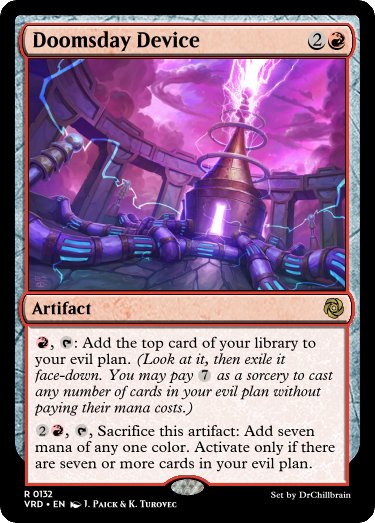 Doomsday Device 2
Artifact
, : Add the top card of your library to
your evil plan. (Look at it, then exile it
face-down. You may pay 7 as a sorcery to cast
any number of cards in your evil plan without
paying their mana costs.)
2 , , Sacrifice this artifact: Add seven
mana of any one color. Activate only if there
are seven or more cards in your evil plan.
R 0132
VRD • EN J. Paick & K. Turovec
Set by DrChillbrain